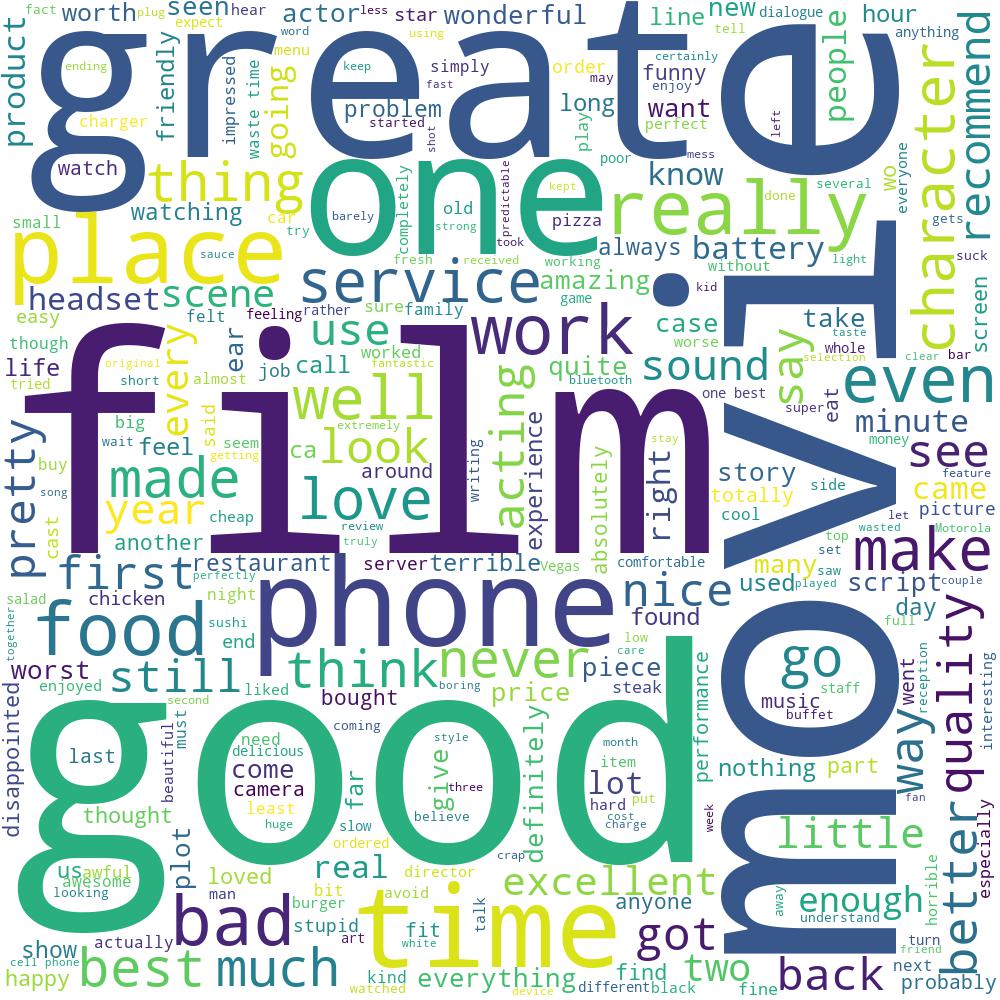 fact
plug
less
worth
expect
seen
hear
actor
star
wonderful
word
using
line
new
dialogue
hour
tell
anything
product
great
ending
friendly
impressed
waste time
going
menu
keep
simply
order
certainly
may
funny
enjoy
people
character
recommend
charger
problem
fast
long
want
left
started
shot
play
perfect
watch
thing
one
poor
mess
know
done
several
wo
everyone
kept
really
small
watching
car
try
barely
completely
old
strong
predictable
took
pizza
gets
place
sauce
fresh
received
working
always
battery
without
light
suck
service
amazing
kid
headset
scene
game
screen
easy
felt
feeling
rather
sure
family
case
take
taste
though
film
ear
use
work
worse
whole
clear
bar
life
original
job
call
worked
fantastic
quite
sound
say
selection
even
tried
short
every
almost
well
bluetooth
one best
super
eat
money
minute
big
said
extremely
acting
pretty
wait
feel
seem
getting
ca
look
stay
see
feature
buy
around
writing
experience
absolutely
right
story
side
song
made
love
totally
came
cast
year
cheap
cool
picture
review
truly
top
let
wasted
Motorola
another
set
movie
make
first
restaurant
server
terrible
Vegas
comfortable
many
saw
perfectly
phone
nice
used
played
script
couple
salad
chicken
night
found
day
full
together
food
sushi
end
low
care
quality
worst
still
think
never
piece
go
went
reception
interesting
enjoyed
liked
boring
price
steak
staff
disappointed
second
bought
performance
music
buffet
way
must
beautiful
coming
good
need
delicious
style
month
last
come
camera
far
give
three
definitely
item
lot
nothing
part
least
hard
put
fan
thought
huge
slow
believe
cost
charge
week
little
better
especially
plot
ordered
crap
us
awful
awesome
looking
loved
real
director
excellent
away
enough
horrible
man
bit
burger
avoid
time
talk
anyone
understand
bad
stupid
show
actually
art
fit
white
got
turn
friend
cell phone
best
much
kind
everything
find
two
back
next
happy
watched
device
different
black
fine
probably